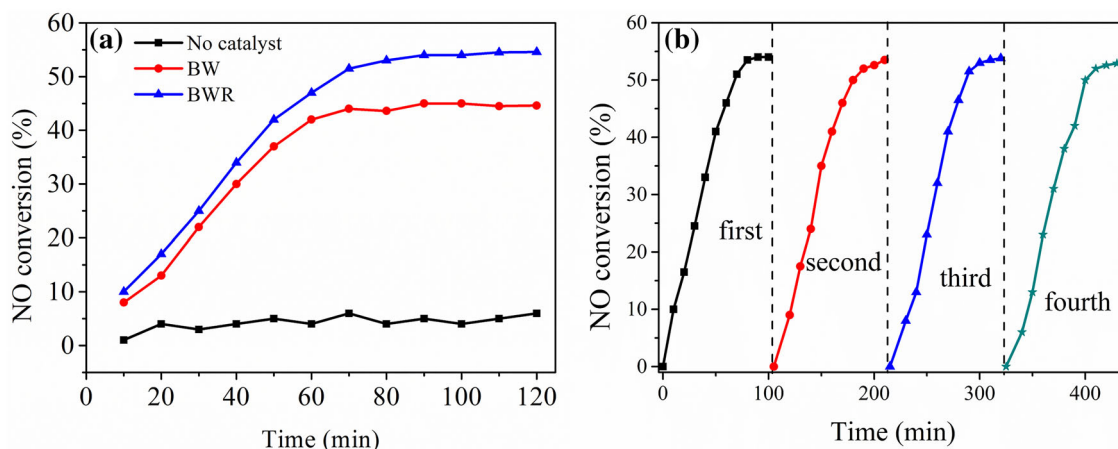 (a)
No catalyst
BW
BWR
NO conversion (%)
60
50
40
30
20
10
0
0 20 40 60 80 100 120
Time (min)
(b)
NO conversion (%)
60
50
40
30
20
10
0
first
second
third
fourth
0 100 200 300 400
Time (min)